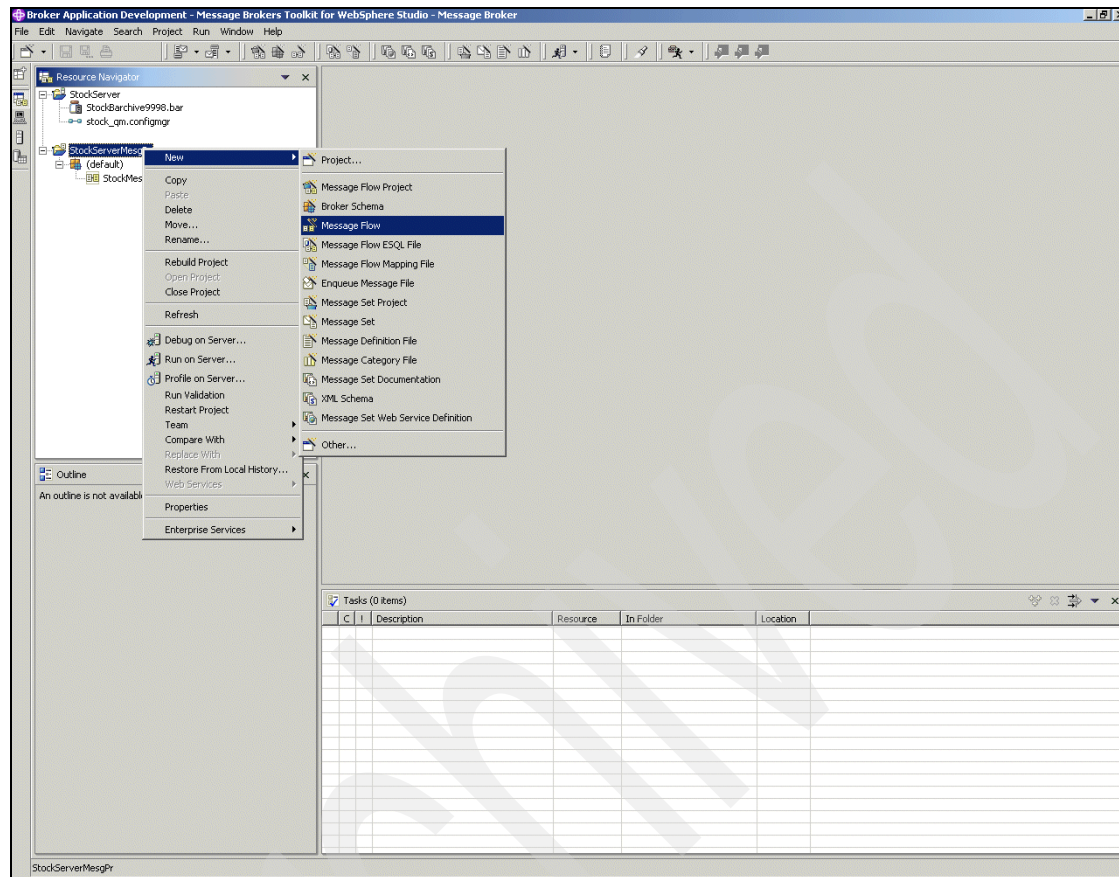 Broker Application Development - Message Brokers Toolkit for WebSphere Studio - Message Broker
File Edit Navigate Search Project Run Window Help
Resource Navigator
StockServer
StockBarchive9998.bar
stock_qm.configmgr
StockServerMesg
(default)
StockMes
New
Copy
Paste
Delete
Move...
Rename...
Rebuild Project
Open Project
Close Project
Refresh
Debug on Server...
Run on Server...
Profile on Server...
Run Validation
Restart Project
Team
Compare With
Replace With
Restore From Local History...
Web Services
Properties
Enterprise Services
Project...
Message Flow Project
Broker Schema
Message Flow
Message Flow ESQL File
Message Flow Mapping File
Enqueue Message File
Message Set Project
Message Set
Message Definition File
Message Category File
Message Set Documentation
XML Schema
Message Set Web Service Definition
Other...
Outline
An outline is not availabl
Tasks (0 items)
C ! Description Resource In Folder Location
StockServerMesgPr